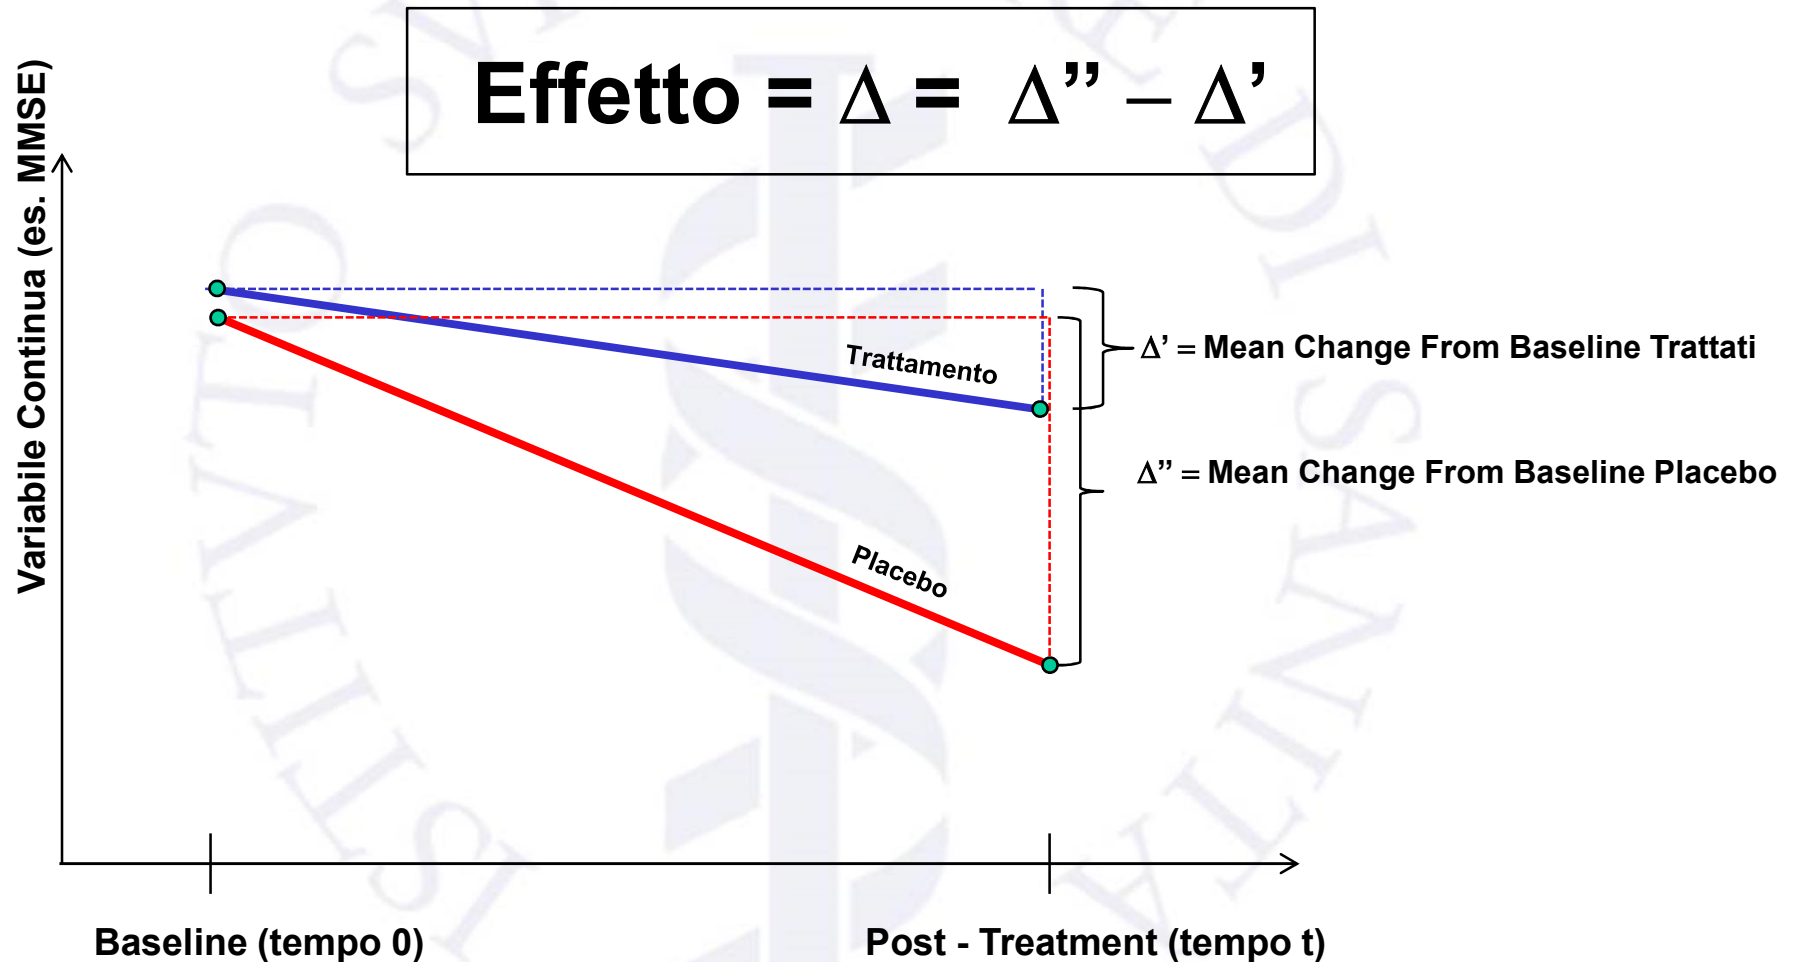 Effetto = Δ = Δ” – Δ’
Variabile Continua (es. MMSE)
Trattamento
Δ’ = Mean Change From Baseline Trattati
Δ” = Mean Change From Baseline Placebo
Placebo
Baseline (tempo 0)
Post - Treatment (tempo t)